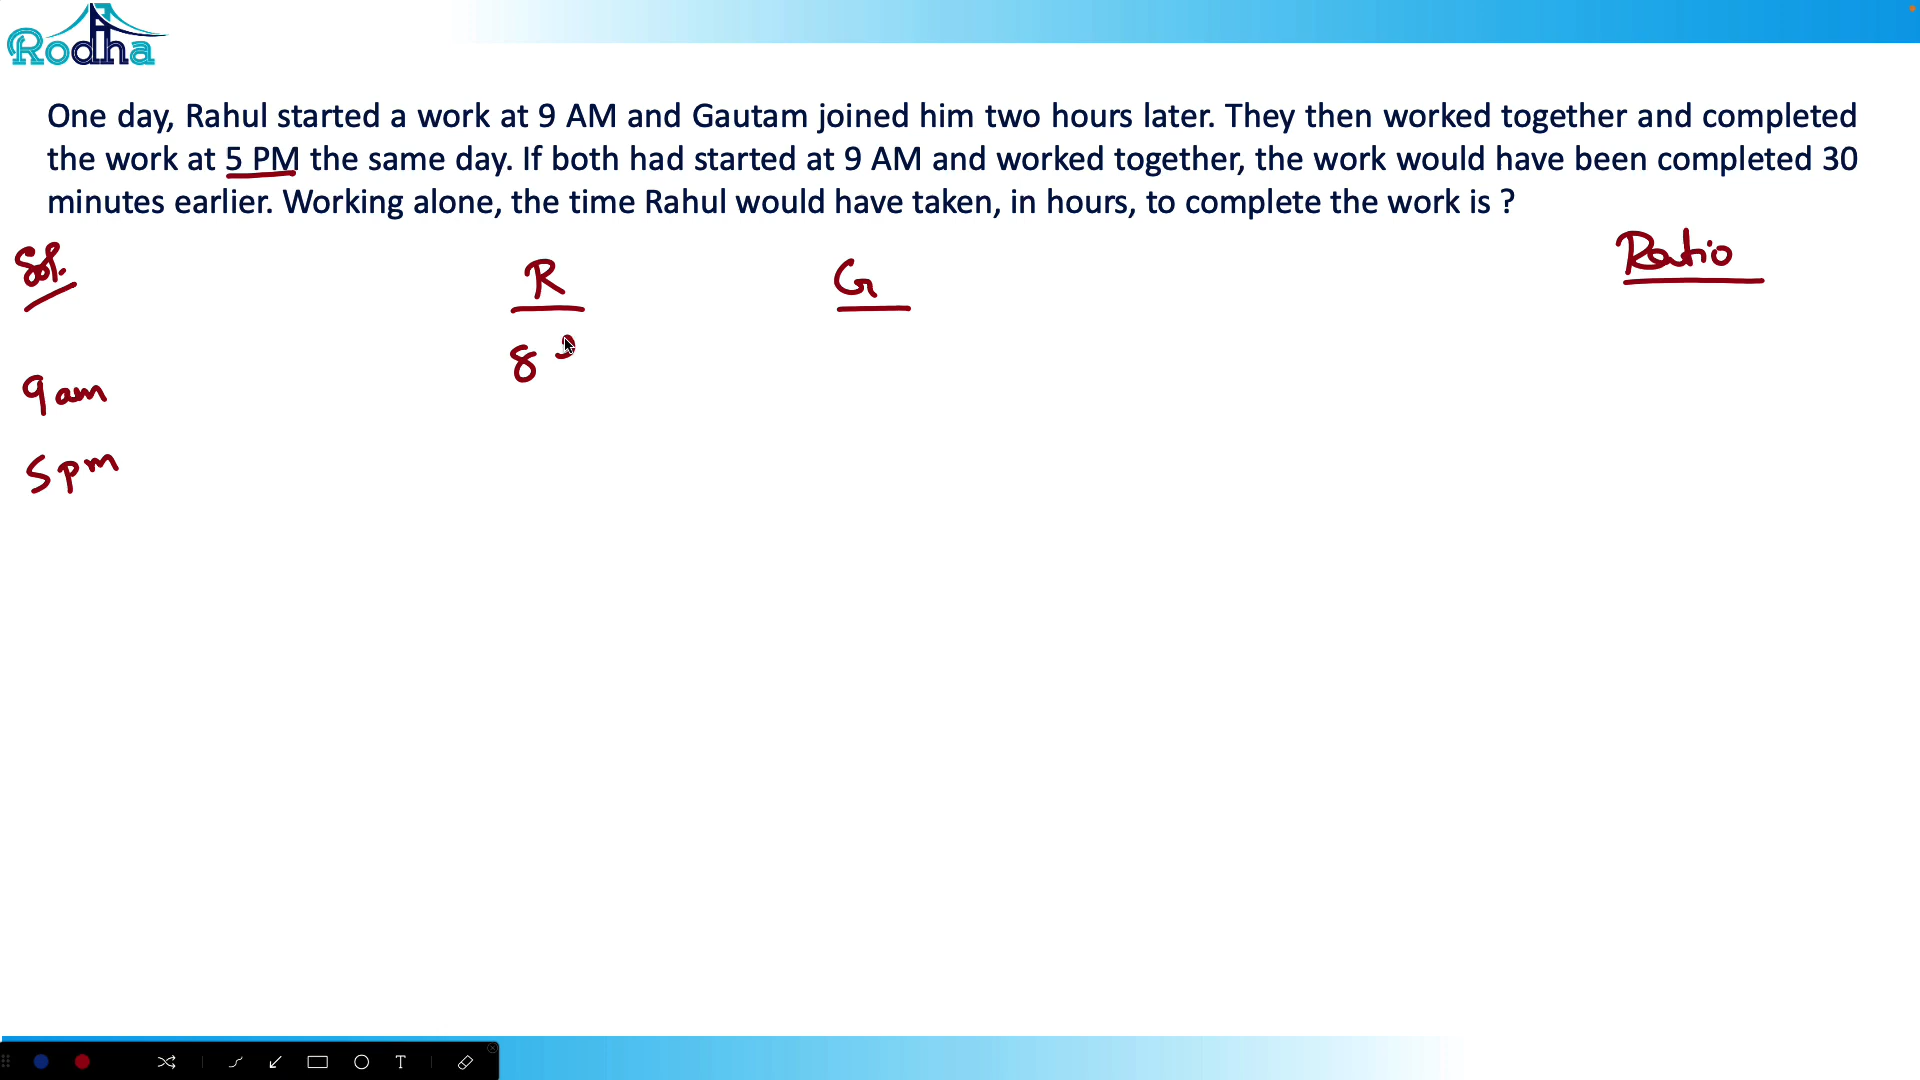 Rodha
One day, Rahul started a work at 9 AM and Gautam joined him two hours later. They then worked together and completed
the work at 5 PM the same day. If both had started at 9 AM and worked together, the work would have been completed 30
minutes earlier. Working alone, the time Rahul would have taken, in hours, to complete the work is ?
Sol.
R G Ratio
8
9 am
5 pm
T